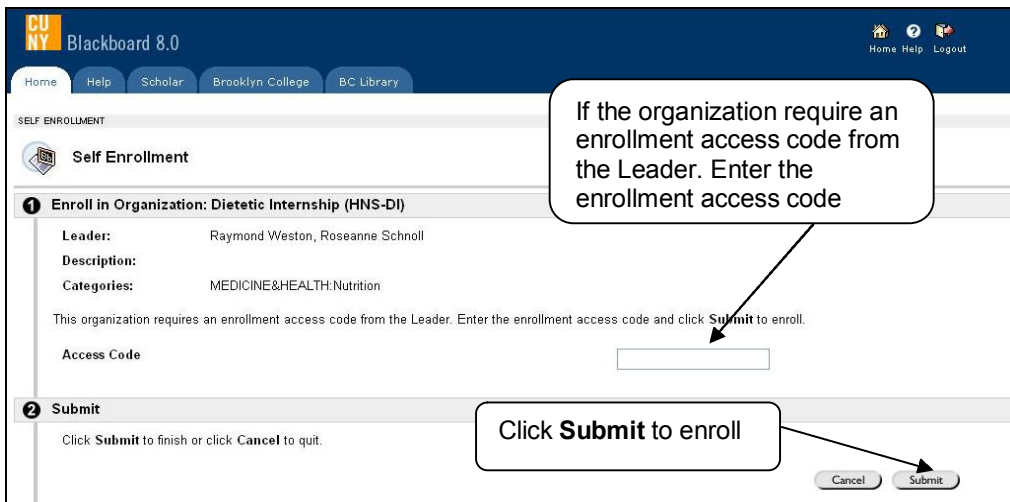 CU
NY
Blackboard 8.0
Home Help Logout
Home Help Scholar Brooklyn College BC Library
SELF ENROLLMENT
Self Enrollment
If the organization require an
enrollment access code from
the Leader. Enter the
enrollment access code
1 Enroll in Organization: Dietetic Internship (HNS-DI)
Leader: Raymond Weston, Roseanne Schnoll
Description:
Categories: MEDICINE&HEALTH:Nutrition
This organization requires an enrollment access code from the Leader. Enter the enrollment access code and click Submit to enroll.
Access Code
2 Submit
Click Submit to finish or click Cancel to quit.
Click Submit to enroll
Cancel Submit